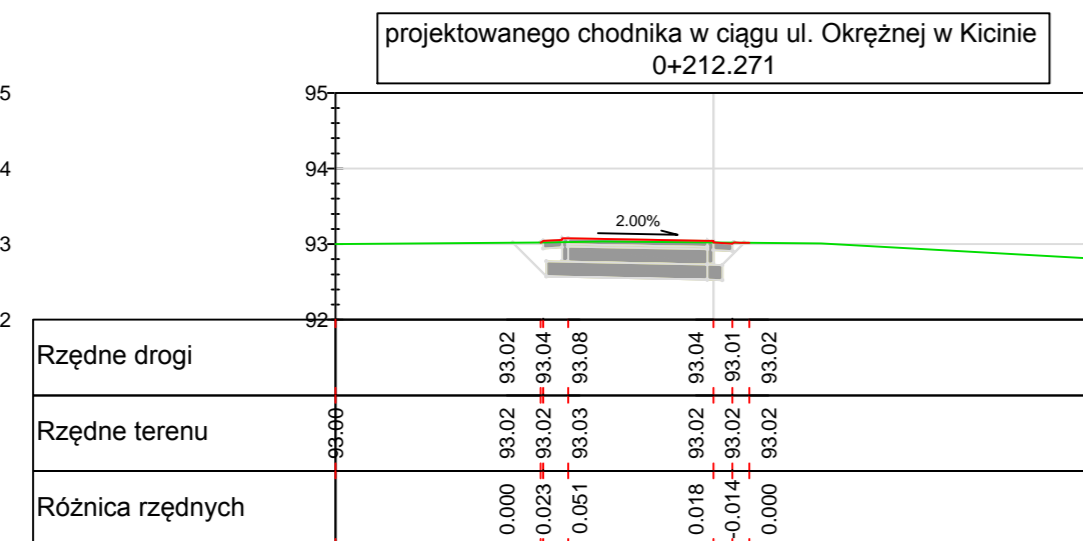 projektowanego chodnika w ciągu ul. Okrężnej w Kicinie
0+212.271
5 95
4 94
2.00%
3 93
2 92
Rzędne drogi 93.02 93.04 93.08 93.04 93.01 93.02
Rzędne terenu 93.00 93.02 93.02 93.03 93.02 93.02 93.02
Różnica rzędnych 0.000 0.023 0.051 0.018 -0.014 0.000